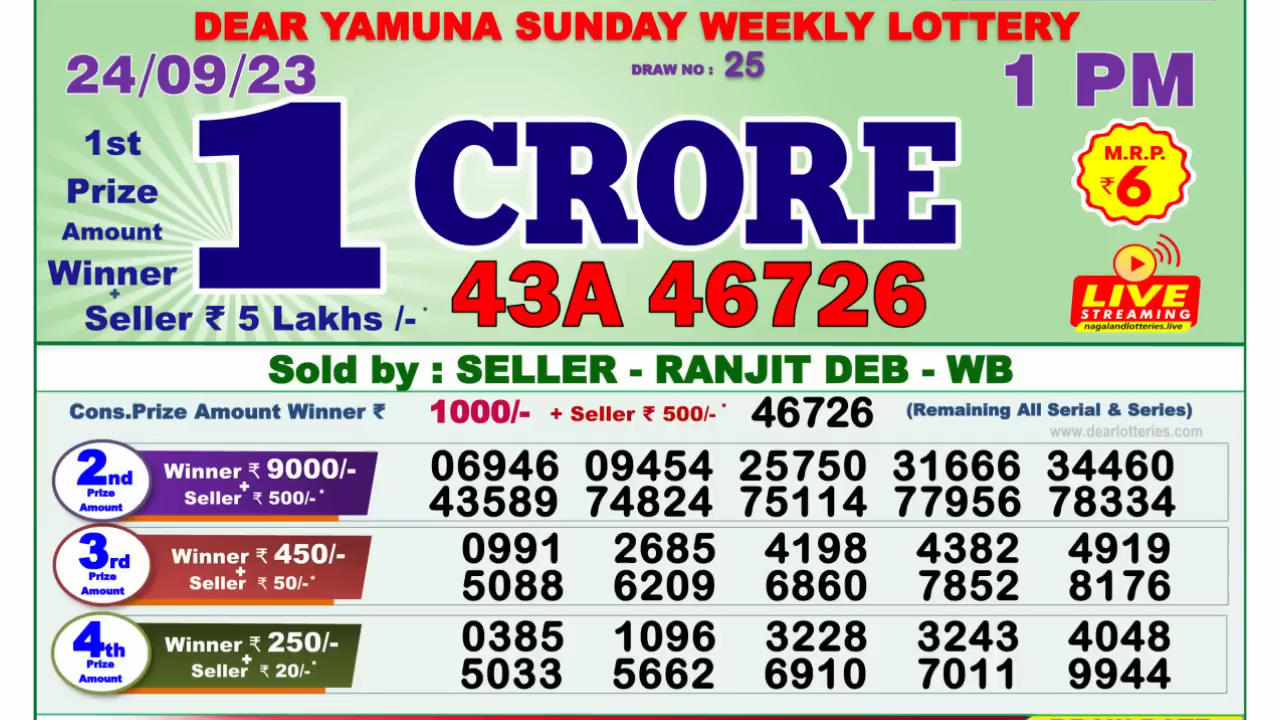 DEAR YAMUNA SUNDAY WEEKLY LOTTERY
24/09/23
DRAW NO : 25
1 PM
1st
Prize
Amount
Winner
+
Seller ₹ 5 Lakhs /-*
1 CRORE
43A 46726
M.R.P.
₹6
LIVE
STREAMING
nagalandlotteries.live
Sold by : SELLER - RANJIT DEB - WB
Cons.Prize Amount Winner ₹ 1000/- + Seller ₹ 500/-* 46726 (Remaining All Serial & Series)
www.dearlotteries.com
2nd
Prize
Amount
Winner ₹ 9000/-
+
Seller ₹ 500/-*
06946 09454 25750 31666 34460
43589 74824 75114 77956 78334
3rd
Prize
Amount
Winner ₹ 450/-
+
Seller ₹ 50/-*
0991 2685 4198 4382 4919
5088 6209 6860 7852 8176
4th
Prize
Amount
Winner ₹ 250/-
+
Seller ₹ 20/-*
0385 1096 3228 3243 4048
5033 5662 6910 7011 9944